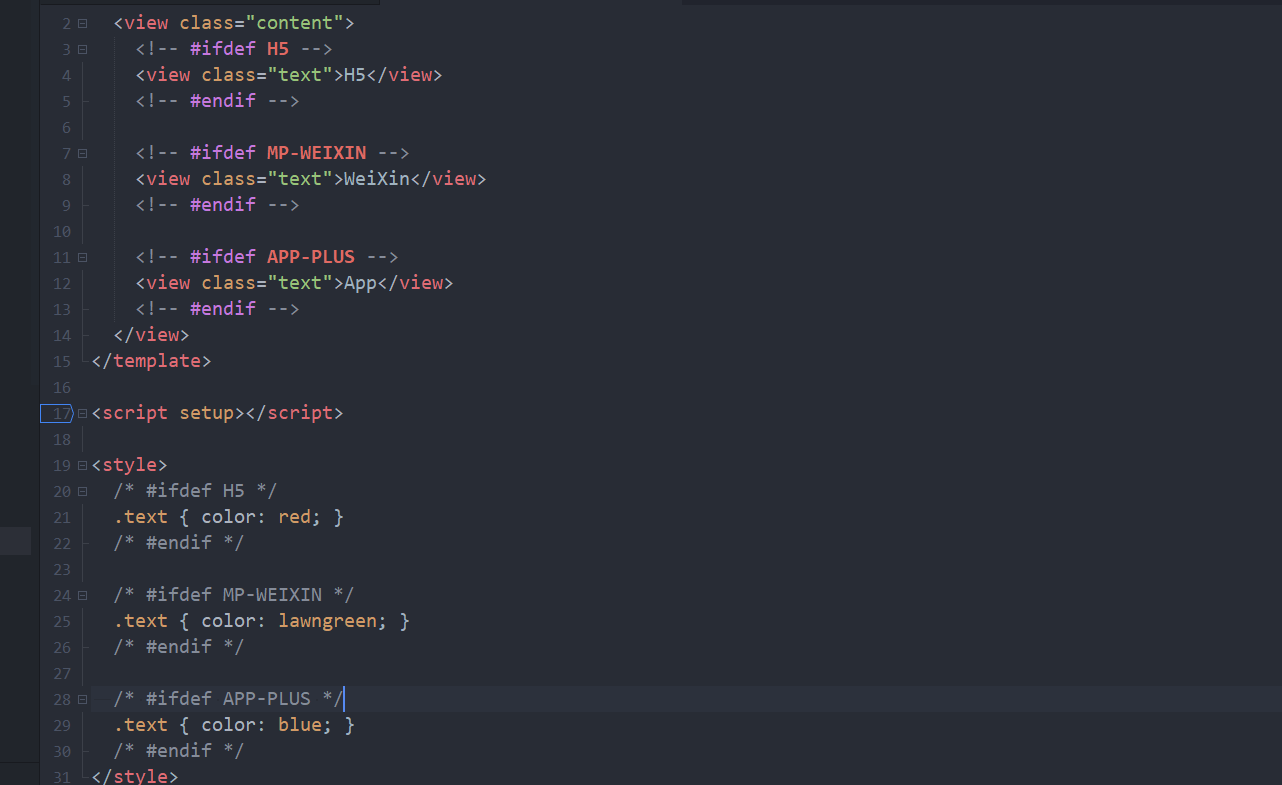 2 <view class="content">
3 <!-- #ifdef H5 -->
4 <view class="text">H5</view>
5 <!-- #endif -->
6
7 <!-- #ifdef MP-WEIXIN -->
8 <view class="text">WeiXin</view>
9 <!-- #endif -->
10
11 <!-- #ifdef APP-PLUS -->
12 <view class="text">App</view>
13 <!-- #endif -->
14 </view>
15 </template>
16
17 <script setup></script>
18
19 <style>
20 /* #ifdef H5 */
21 .text { color: red; }
22 /* #endif */
23
24 /* #ifdef MP-WEIXIN */
25 .text { color: lawngreen; }
26 /* #endif */
27
28 /* #ifdef APP-PLUS */
29 .text { color: blue; }
30 /* #endif */
31 </style>